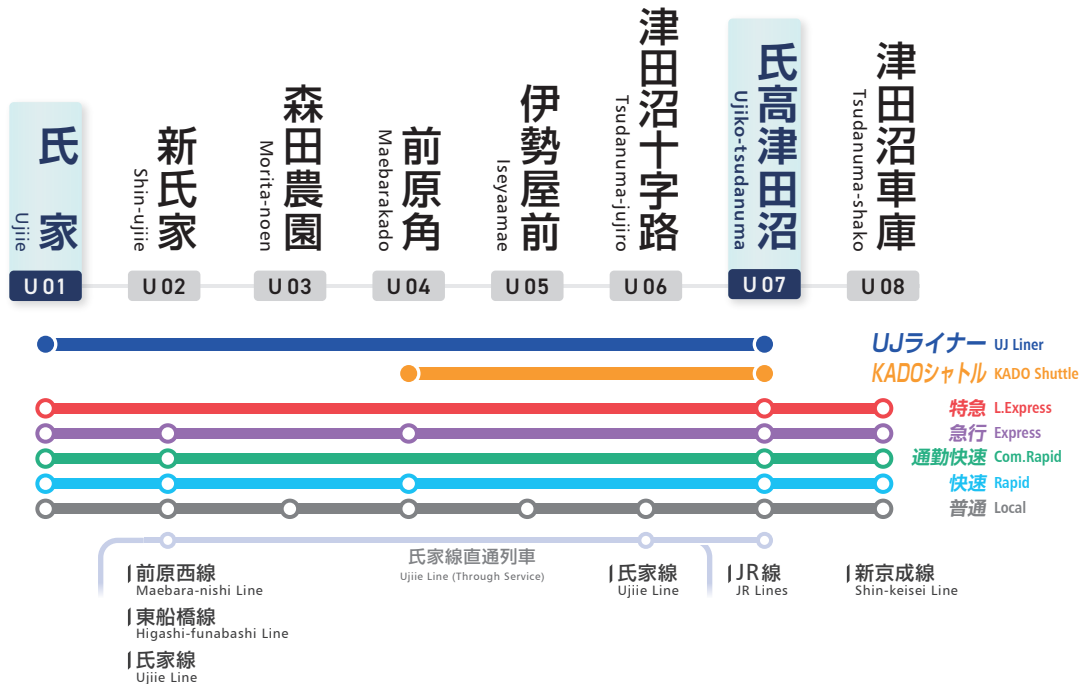 氏家
Ujiie
U 01
新氏家
Shin-ujiie
U 02
森田農園
Morita-noen
U 03
前原角
Maebarakado
U 04
伊勢屋前
Iseyaamae
U 05
津田沼十字路
Tsudanuma-jujiro
U 06
氏高津田沼
Ujiko-tsudanuma
U 07
津田沼車庫
Tsudanuma-shako
U 08
UJライナー UJ Liner
KADOシャトル KADO Shuttle
特急 L.Express
急行 Express
通勤快速 Com.Rapid
快速 Rapid
普通 Local
氏家線直通列車
Ujiie Line (Through Service)
前原西線
Maebara-nishi Line
東船橋線
Higashi-funabashi Line
氏家線
Ujiie Line
氏家線
Ujiie Line
JR線
JR Lines
新京成線
Shin-keisei Line